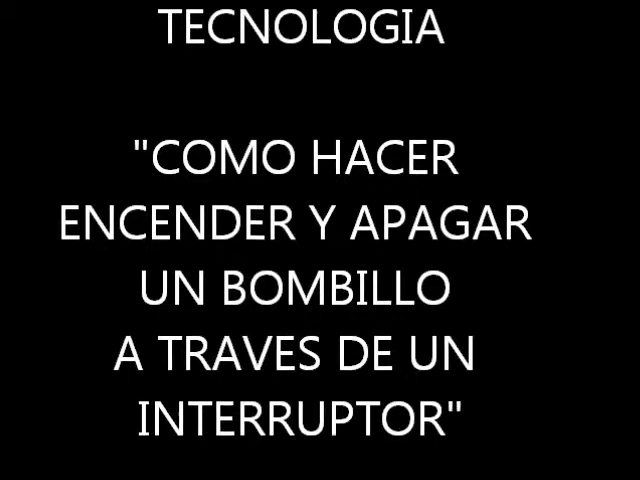 TECNOLOGIA
"COMO HACER
ENCENDER Y APAGAR
UN BOMBILLO
A TRAVES DE UN
INTERRUPTOR"